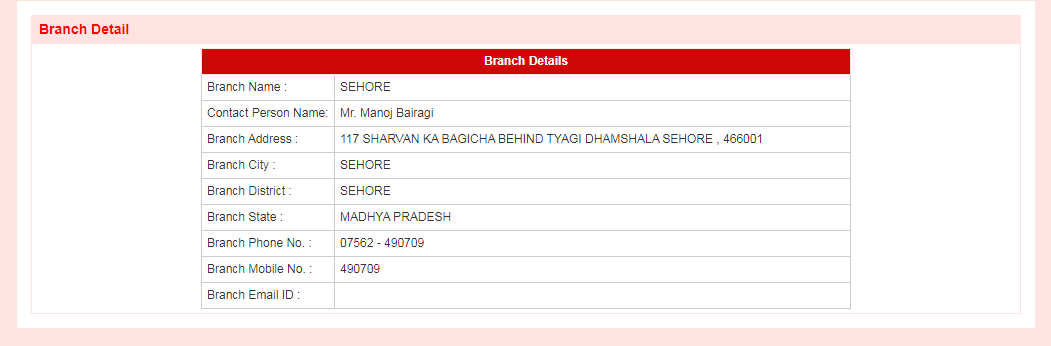 Branch Detail
Branch Details
Branch Name : SEHORE
Contact Person Name: Mr. Manoj Bairagi
Branch Address : 117 SHARVAN KA BAGICHA BEHIND TYAGI DHAMSHALA SEHORE , 466001
Branch City : SEHORE
Branch District : SEHORE
Branch State : MADHYA PRADESH
Branch Phone No. : 07562 - 490709
Branch Mobile No. : 490709
Branch Email ID :